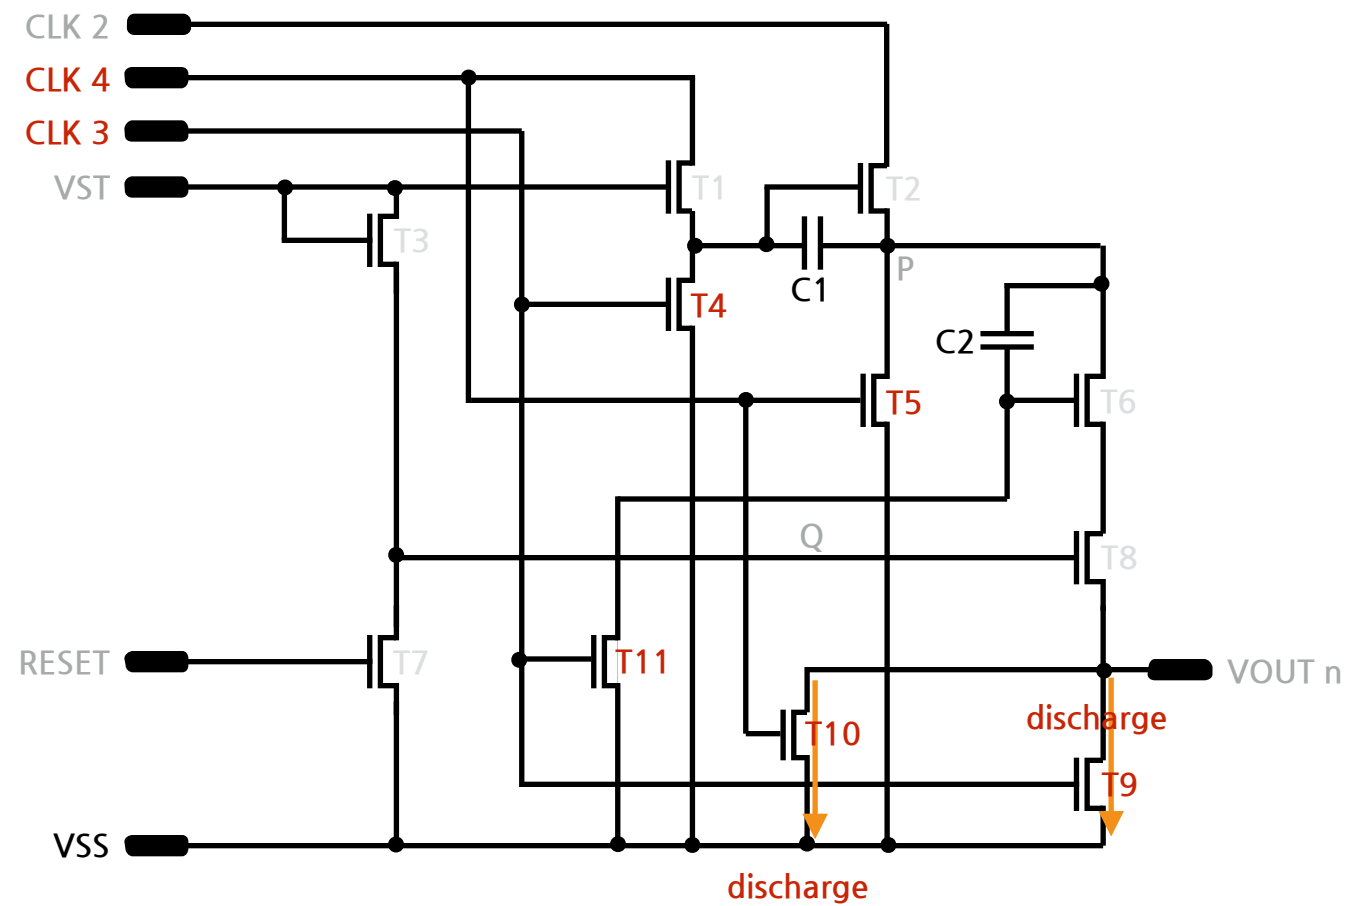 CLK 2
CLK 4
CLK 3
VST
T1
T2
T3
P
C1
T4
C2
T5
T6
Q
T8
RESET
T7
T11
VOUT n
discharge
T10
T9
VSS
discharge